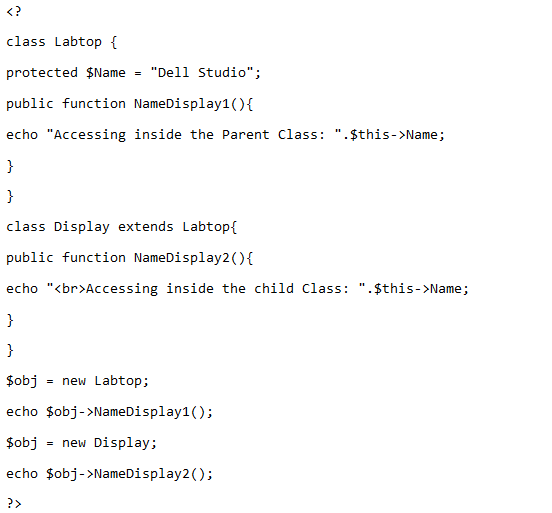 <?
class Labtop {
protected $Name = "Dell Studio";
public function NameDisplay1(){
echo "Accessing inside the Parent Class: ".$this->Name;
}
}
class Display extends Labtop{
public function NameDisplay2(){
echo "<br>Accessing inside the child Class: ".$this->Name;
}
}
$obj = new Labtop;
echo $obj->NameDisplay1();
$obj = new Display;
echo $obj->NameDisplay2();
?>